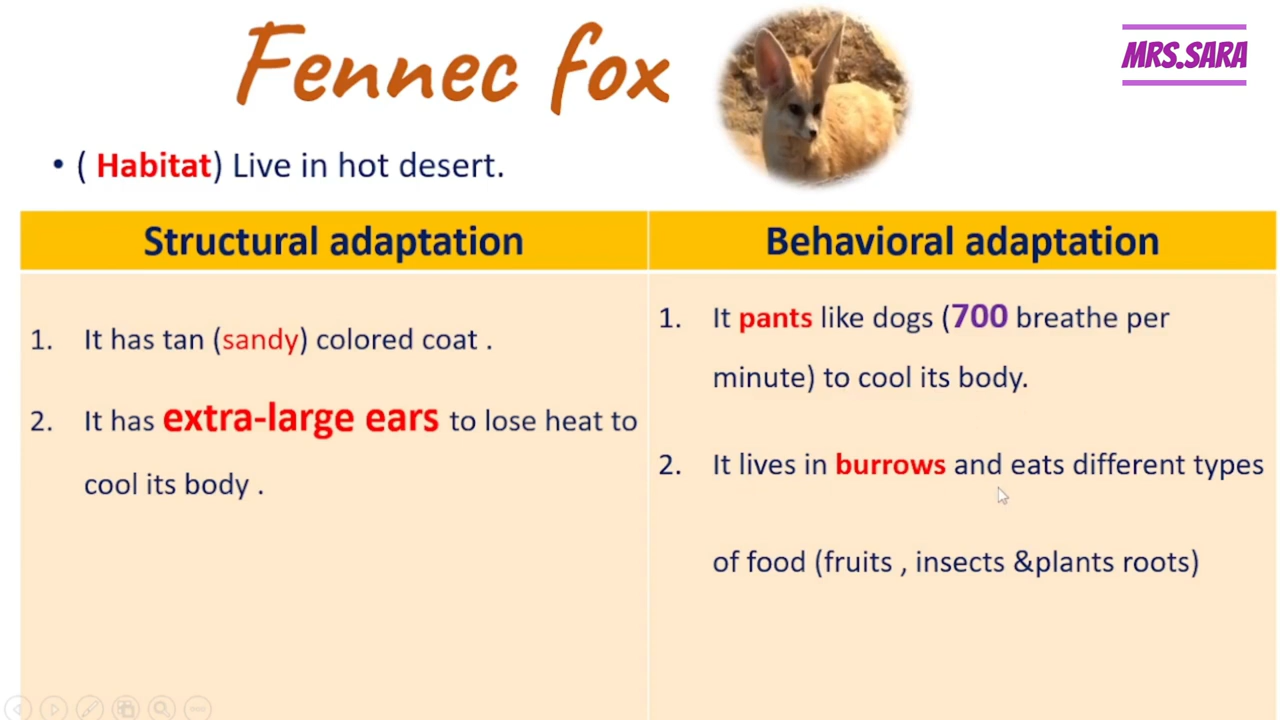 Fennec fox
MRS.SARA
• ( Habitat) Live in hot desert.
Structural adaptation
1. It has tan (sandy) colored coat .
2. It has extra-large ears to lose heat to
cool its body .
Behavioral adaptation
1. It pants like dogs (700 breathe per
minute) to cool its body.
2. It lives in burrows and eats different types
of food (fruits , insects &plants roots)